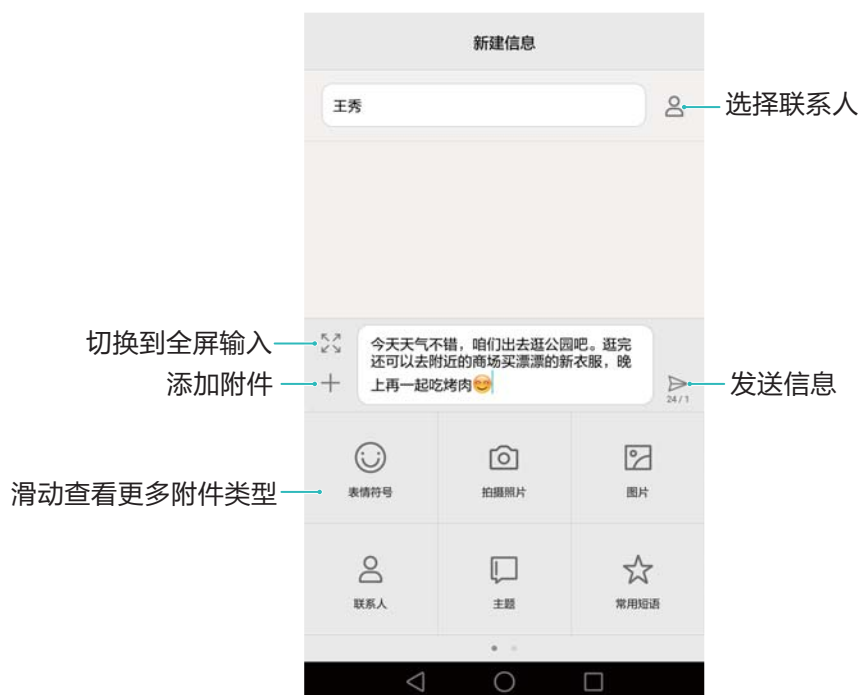 新建信息
王秀
选择联系人
切换到全屏输入
添加附件
今天天气不错，咱们出去逛公园吧。逛完
还可以去附近的商场买漂漂的新衣服，晚
上再一起吃烤肉😊
发送信息
24 / 1
滑动查看更多附件类型
表情符号
拍摄照片
图片
联系人
主题
常用短语